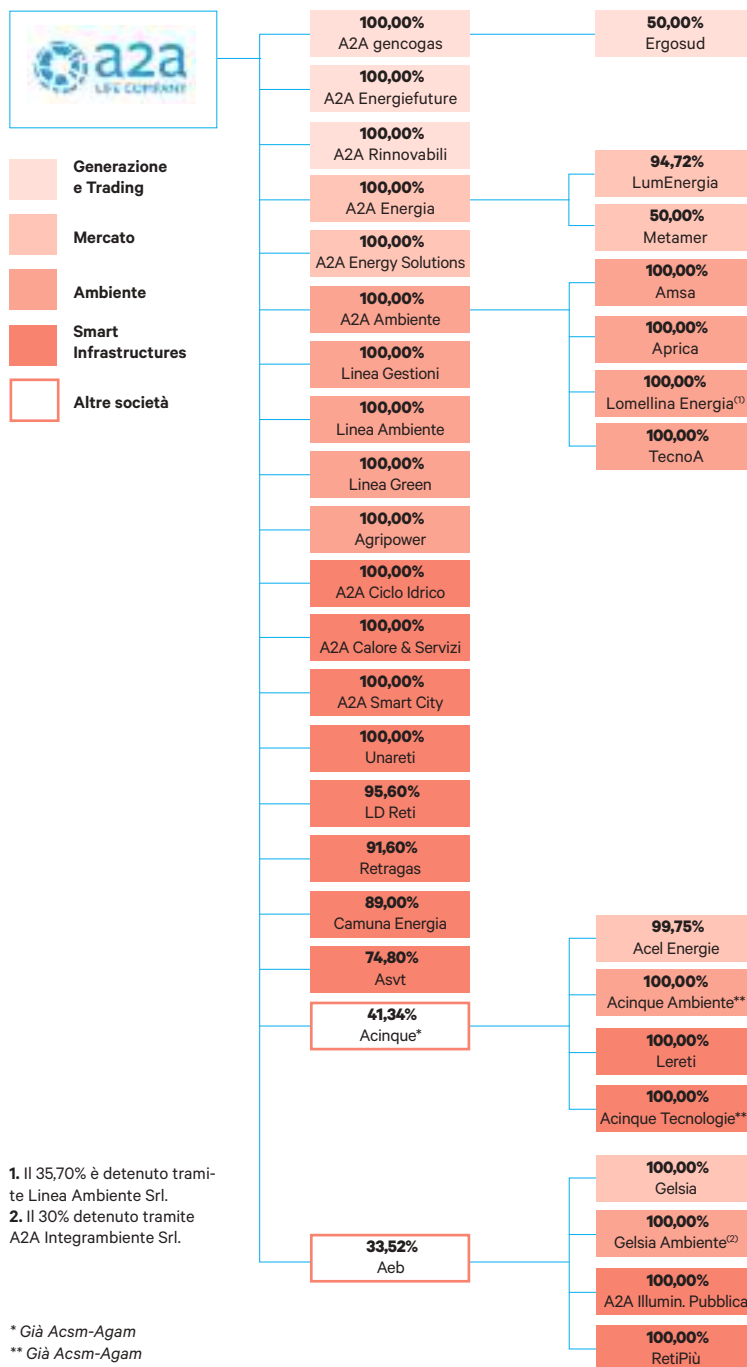 a2a
LIFE COMPANY
Generazione
e Trading
Mercato
Ambiente
Smart
Infrastructures
Altre società
100,00%
A2A gencogas
50,00%
Ergosud
100,00%
A2A Energiefuture
100,00%
A2A Rinnovabili
100,00%
A2A Energia
94,72%
LumEnergia
50,00%
Metamer
100,00%
A2A Energy Solutions
100,00%
A2A Ambiente
100,00%
Amsa
100,00%
Aprica
100,00%
Lomellina Energia(1)
100,00%
TecnoA
100,00%
Linea Gestioni
100,00%
Linea Ambiente
100,00%
Linea Green
100,00%
Agripower
100,00%
A2A Ciclo Idrico
100,00%
A2A Calore & Servizi
100,00%
A2A Smart City
100,00%
Unareti
95,60%
LD Reti
91,60%
Retragas
89,00%
Camuna Energia
74,80%
Asvt
41,34%
Acinque*
99,75%
Acel Energie
100,00%
Acinque Ambiente**
100,00%
Lereti
100,00%
Acinque Tecnologie**
33,52%
Aeb
100,00%
Gelsia
100,00%
Gelsia Ambiente(2)
100,00%
A2A Illumin. Pubblica
100,00%
RetiPiù
1. Il 35,70% è detenuto trami-
te Linea Ambiente Srl.
2. Il 30% detenuto tramite
A2A Integrambiente Srl.
* Già Acsm-Agam
** Già Acsm-Agam